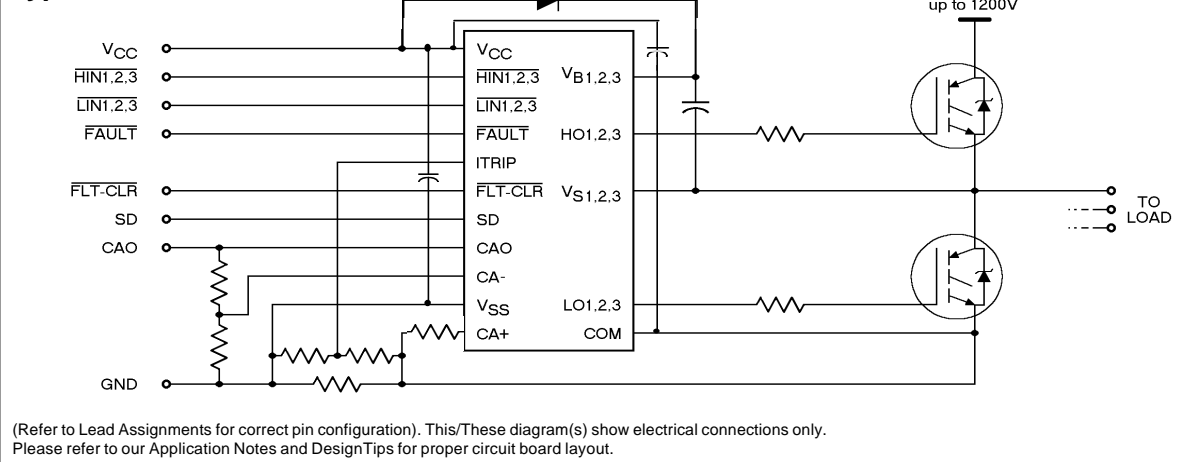 up to 1200V
VCC
HIN1,2,3
LIN1,2,3
FAULT
FLT-CLR
SD
CAO
GND
VCC
HIN1,2,3
LIN1,2,3
FAULT
ITRIP
FLT-CLR
SD
CAO
CA-
VSS
CA+
VB1,2,3
HO1,2,3
VS1,2,3
LO1,2,3
COM
TO
LOAD
(Refer to Lead Assignments for correct pin configuration). This/These diagram(s) show electrical connections only.
Please refer to our Application Notes and DesignTips for proper circuit board layout.